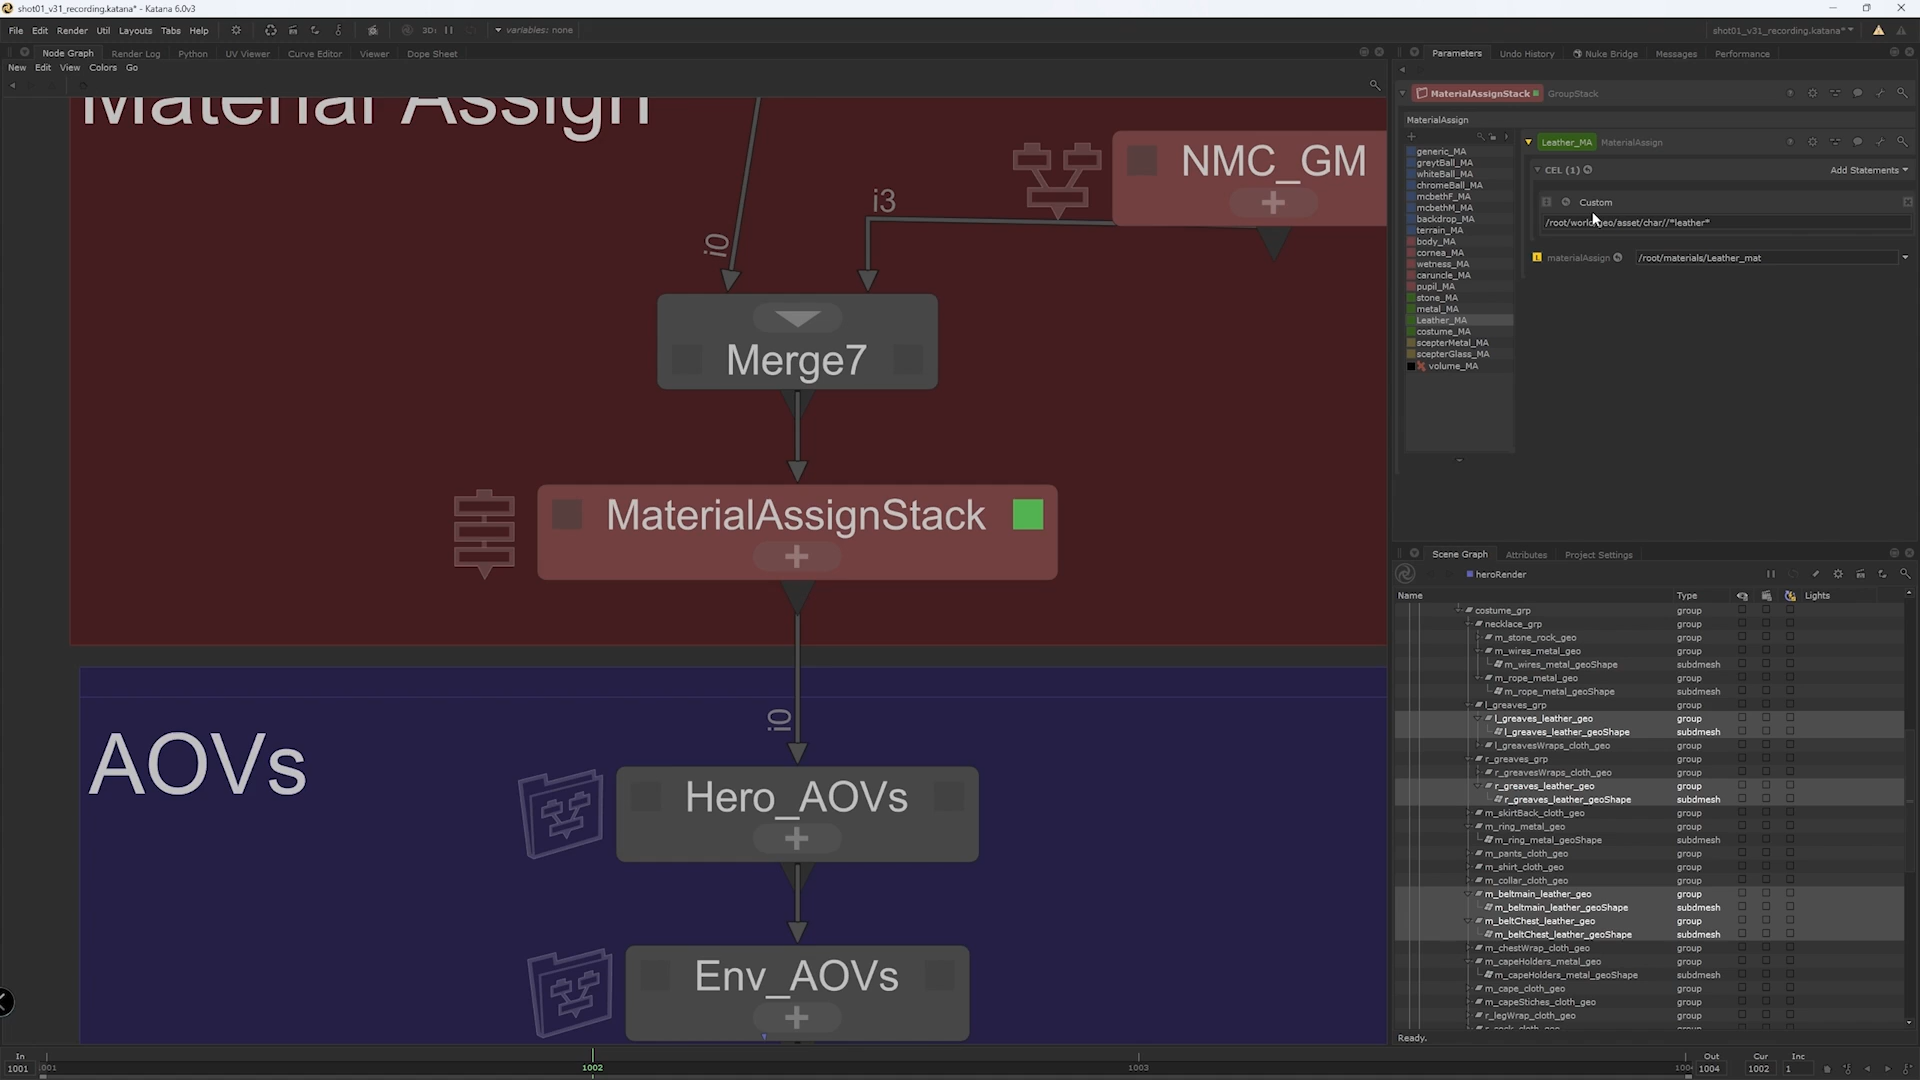 shot01_v31_recording.katana* - Katana 6.0v3
File Edit Render Util Layouts Tabs Help 3D: variables: none shot01_v31_recording.katana*
Node Graph Render Log Python UV Viewer Curve Editor Viewer Dope Sheet
New Edit View Colors Go
Material Assign
i0
i3
NMC_GM
Merge7
MaterialAssignStack
i0
AOVs
Hero_AOVs
Env_AOVs
Parameters Undo History Nuke Bridge Messages Performance
MaterialAssignStack GroupStack
MaterialAssign
generic_MA
greytBall_MA
whiteBall_MA
chromeBall_MA
mcbethF_MA
mcbethM_MA
backdrop_MA
terrain_MA
body_MA
cornea_MA
wetness_MA
caruncle_MA
pupil_MA
stone_MA
metal_MA
Leather_MA
costume_MA
scepterMetal_MA
scepterGlass_MA
volume_MA
Leather_MA MaterialAssign
CEL (1) Add Statements
Custom
/root/world/geo/asset/char//*leather*
materialAssign /root/materials/Leather_mat
Scene Graph Attributes Project Settings
heroRender
Name Type Lights
costume_grp group
necklace_grp group
m_stone_rock_geo group
m_wires_metal_geo group
m_wires_metal_geoShape subdmesh
m_rope_metal_geo group
m_rope_metal_geoShape subdmesh
l_greaves_grp group
l_greaves_leather_geo group
l_greaves_leather_geoShape subdmesh
l_greavesWraps_cloth_geo group
r_greaves_grp group
r_greavesWraps_cloth_geo group
r_greaves_leather_geo group
r_greaves_leather_geoShape subdmesh
m_skirtBack_cloth_geo group
m_ring_metal_geo group
m_ring_metal_geoShape subdmesh
m_pants_cloth_geo group
m_shirt_cloth_geo group
m_collar_cloth_geo group
m_beltmain_leather_geo group
m_beltmain_leather_geoShape subdmesh
m_beltChest_leather_geo group
m_beltChest_leather_geoShape subdmesh
m_chestWrap_cloth_geo group
m_capeHolders_metal_geo group
m_capeHolders_metal_geoShape subdmesh
m_cape_cloth_geo group
m_capeStiches_cloth_geo group
r_legWrap_cloth_geo group
Ready.
In Out Cur Inc
1001 1002 1003 1004 1002 1